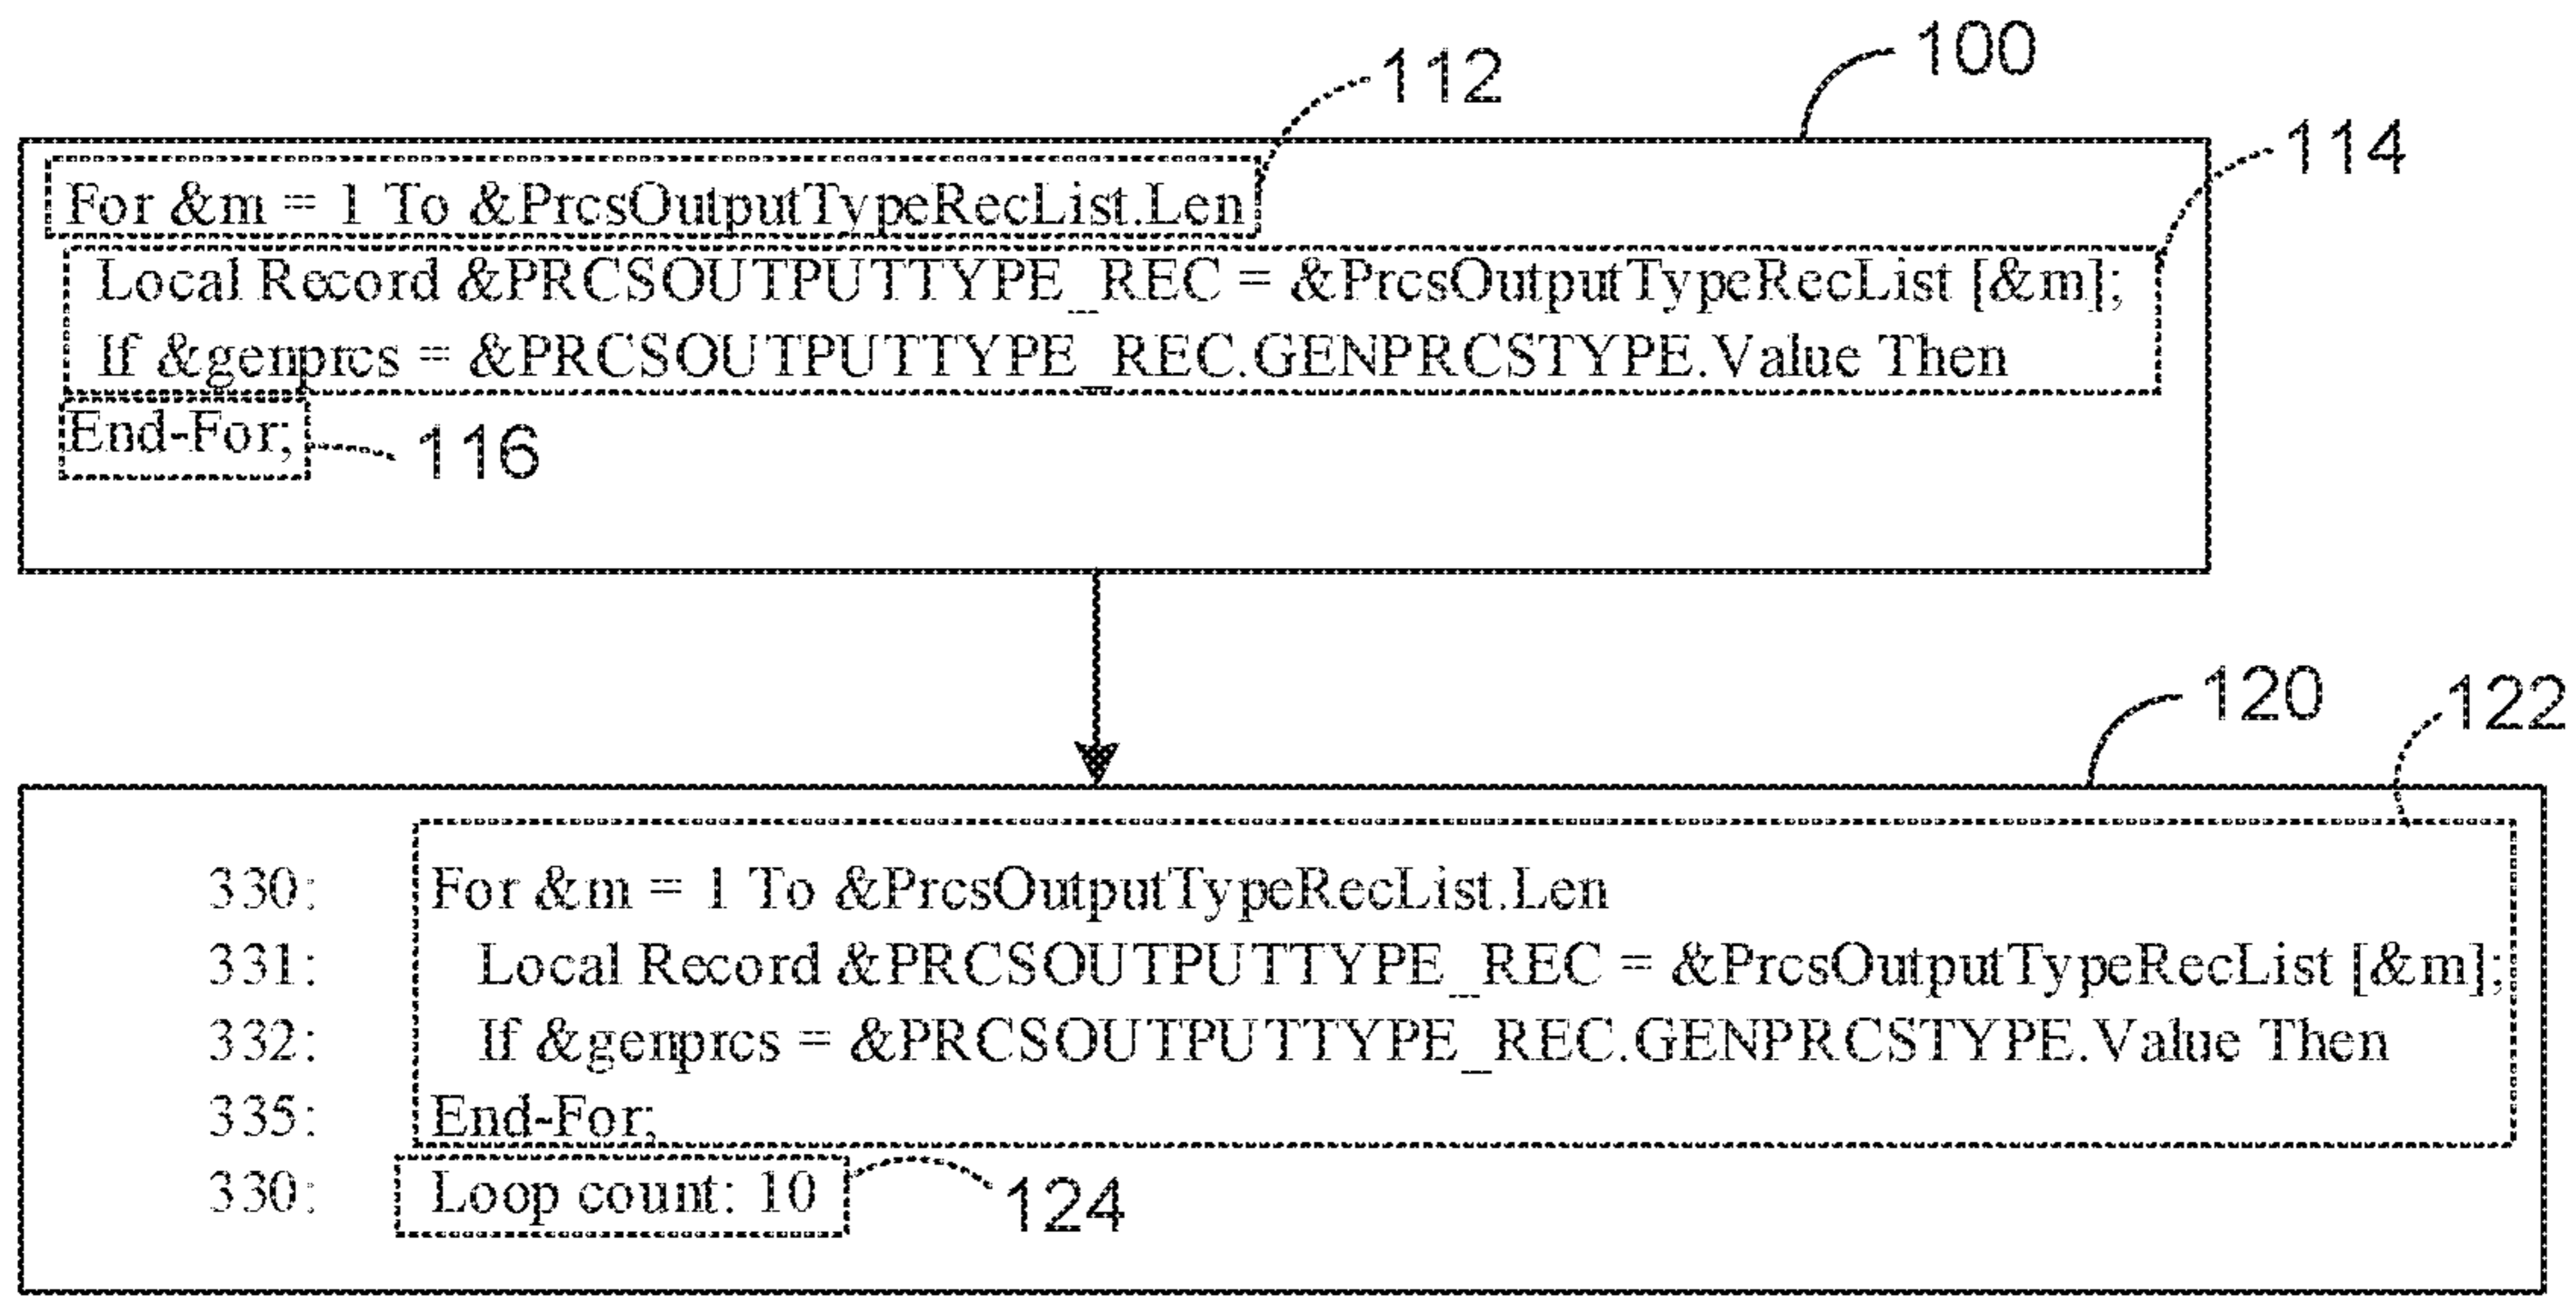 100
112
114
For &m = 1 To &PrcsOutputTypeRecList.Len
Local Record &PRCSOUTPUTTYPE_REC = &PrcsOutputTypeRecList [&m];
If &genprcs = &PRCSOUTPUTTYPE_REC.GENPRCSTYPE.Value Then
End-For;
116
120
122
330: For &m = 1 To &PrcsOutputTypeRecList.Len
331: Local Record &PRCSOUTPUTTYPE_REC = &PrcsOutputTypeRecList [&m];
332: If &genprcs = &PRCSOUTPUTTYPE_REC.GENPRCSTYPE.Value Then
335: End-For;
330: Loop count: 10
124